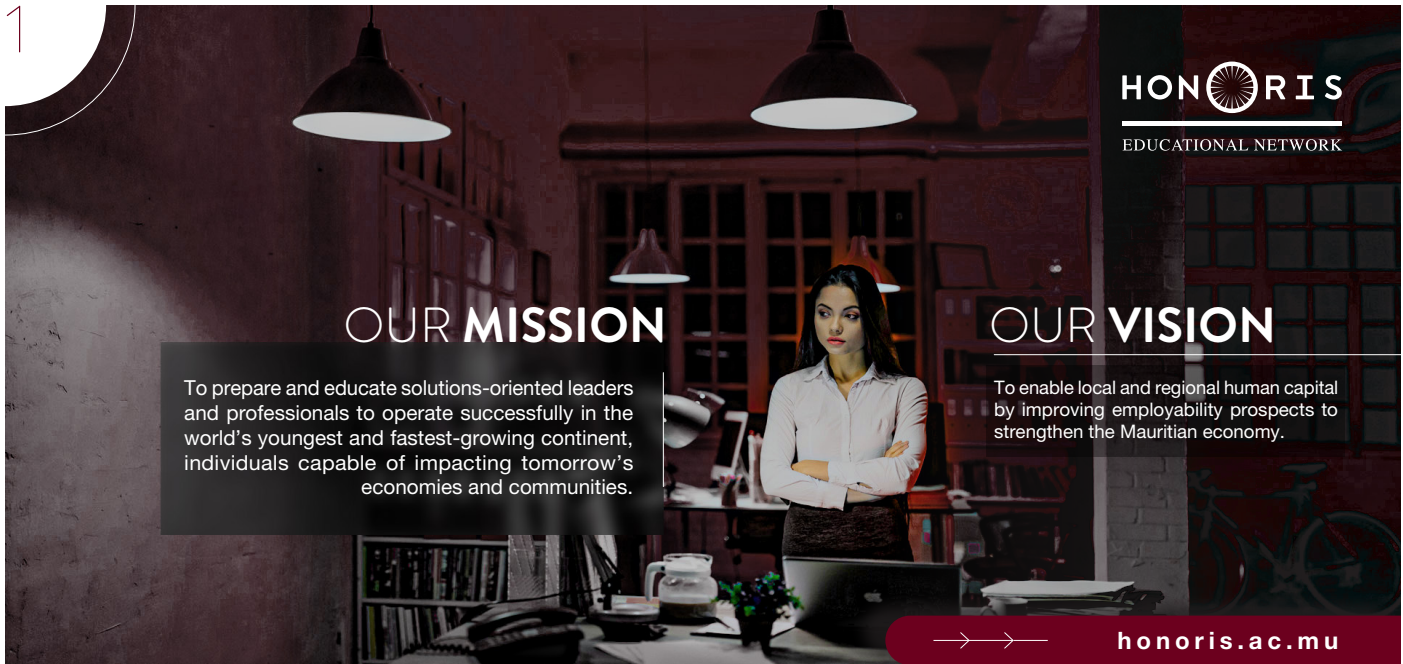 1
HONORIS
EDUCATIONAL NETWORK
OUR MISSION
To prepare and educate solutions-oriented leaders
and professionals to operate successfully in the
world’s youngest and fastest-growing continent,
individuals capable of impacting tomorrow’s
economies and communities.
OUR VISION
To enable local and regional human capital
by improving employability prospects to
strengthen the Mauritian economy.
honoris.ac.mu